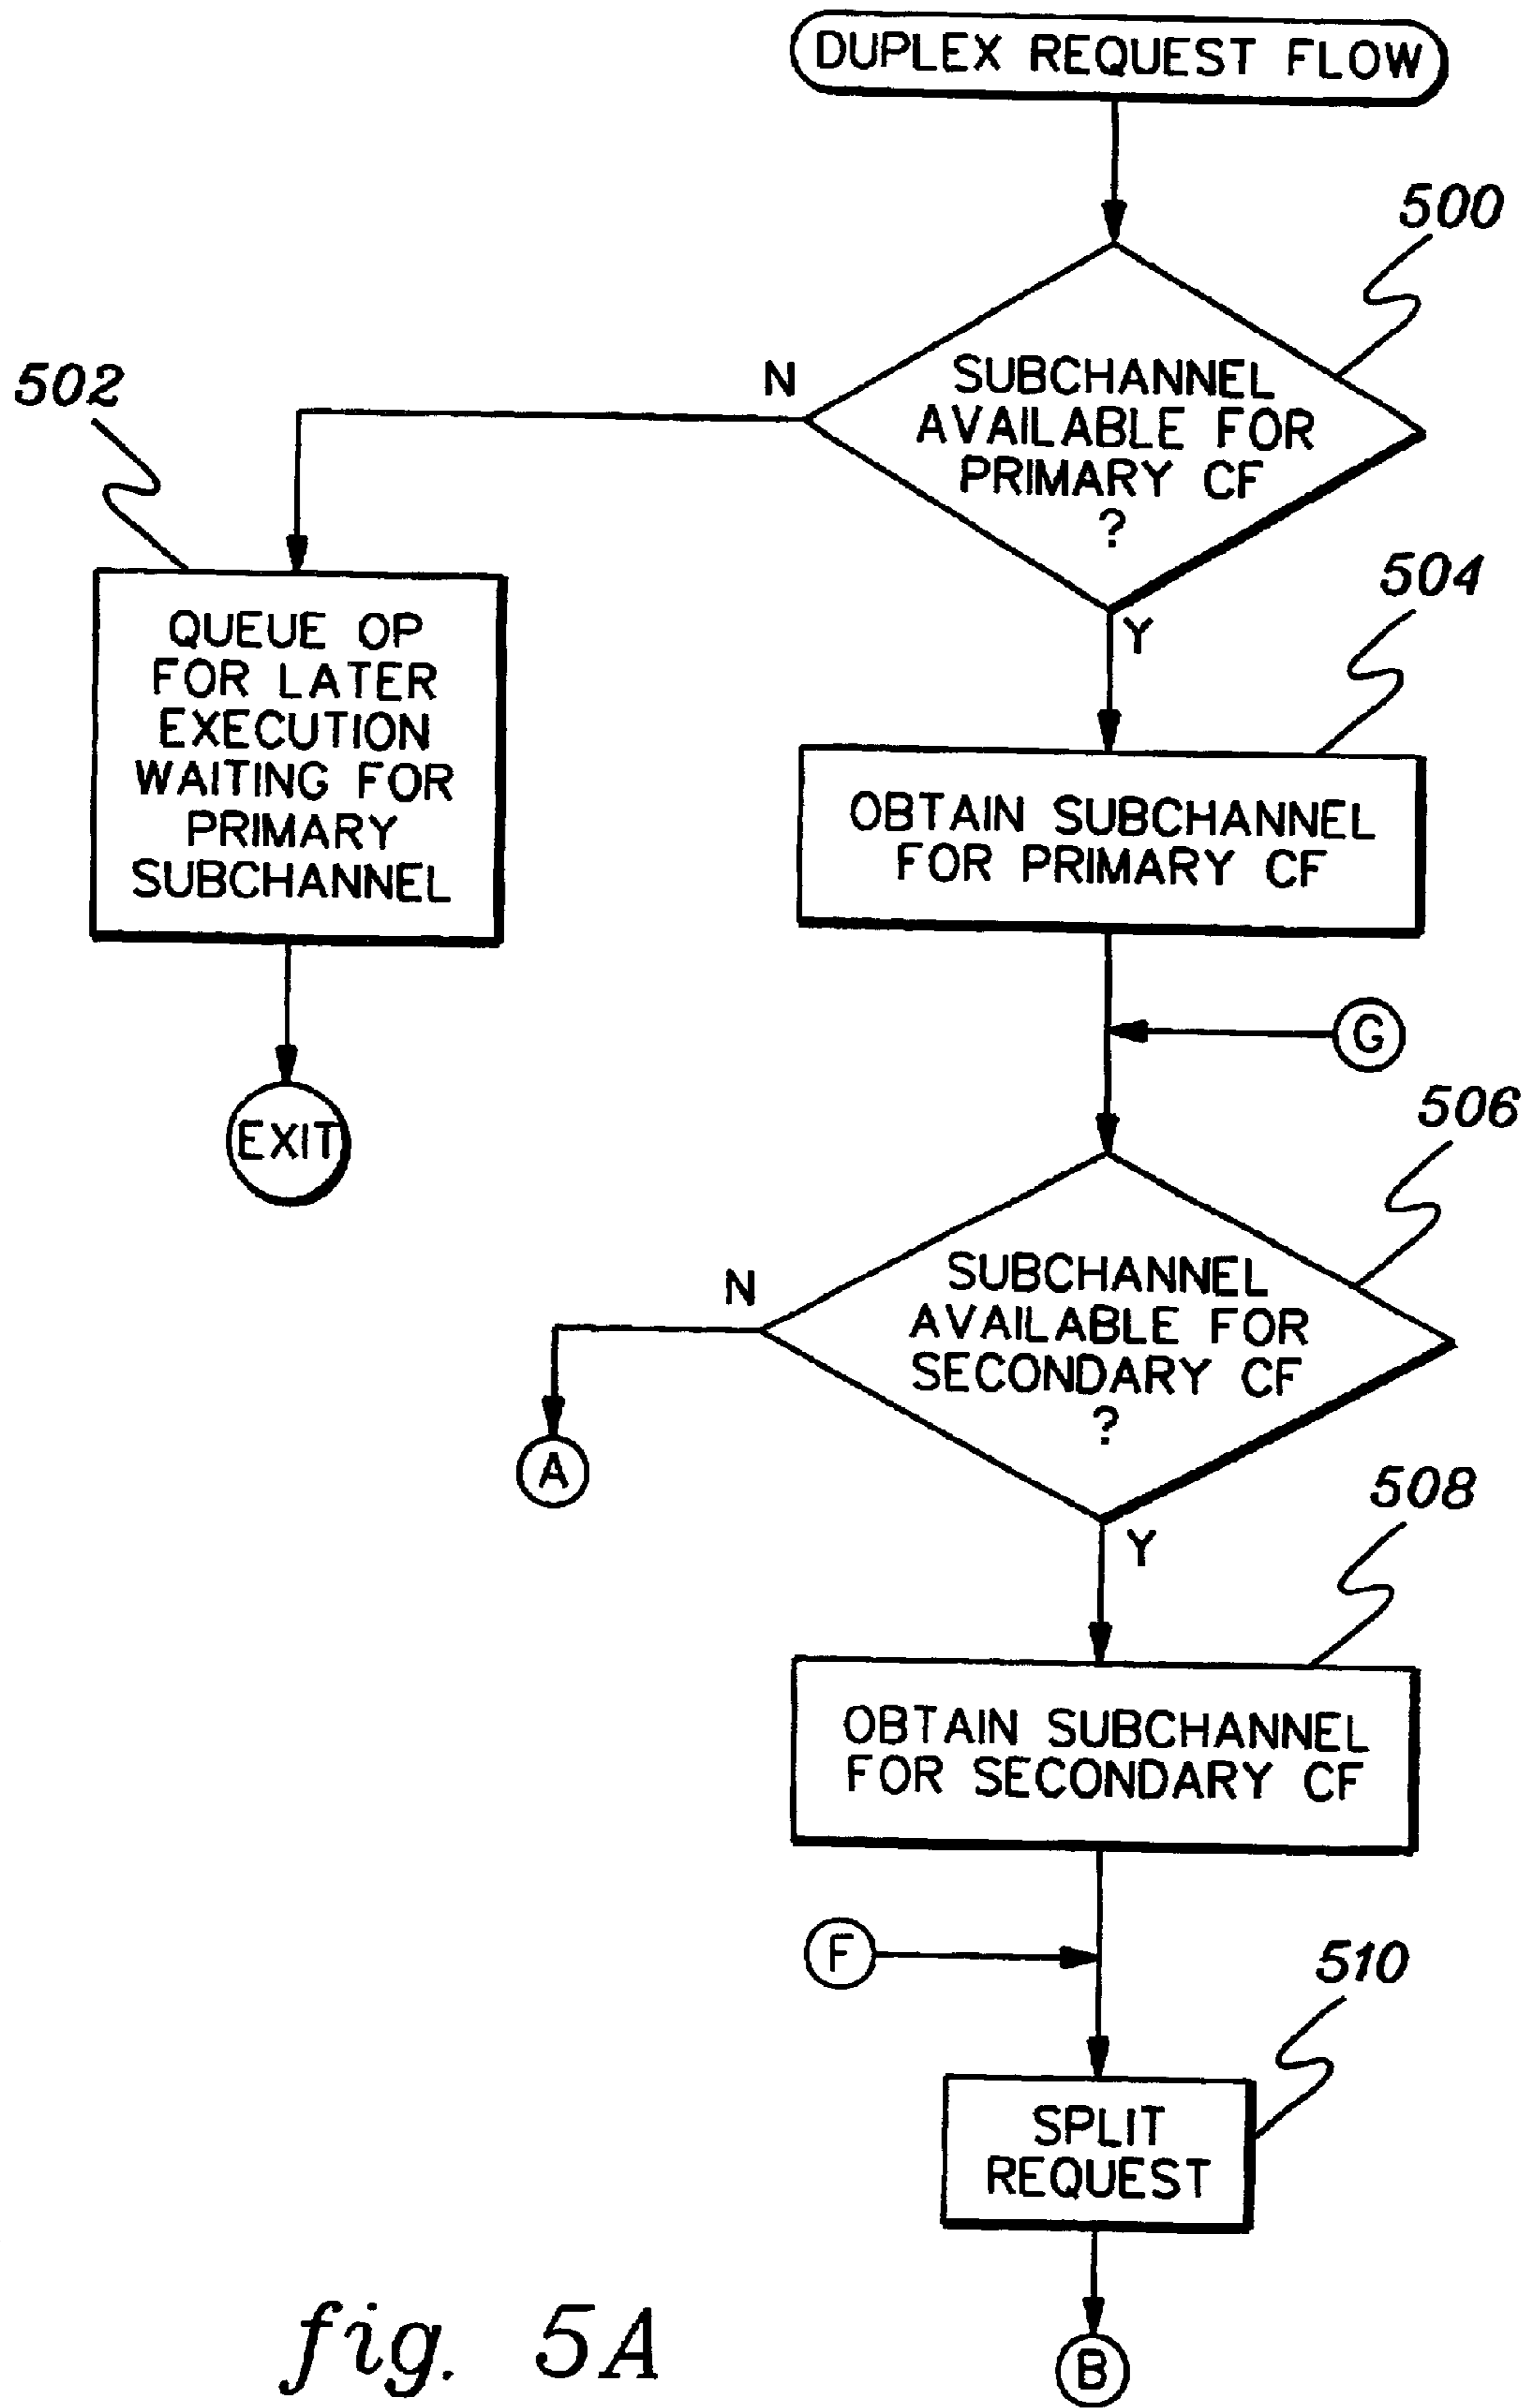 DUPLEX REQUEST FLOW
500
SUBCHANNEL
AVAILABLE FOR
PRIMARY CF
?
N
Y
502
QUEUE OP
FOR LATER
EXECUTION
WAITING FOR
PRIMARY
SUBCHANNEL
EXIT
504
OBTAIN SUBCHANNEL
FOR PRIMARY CF
G
506
SUBCHANNEL
AVAILABLE FOR
SECONDARY CF
?
N
A
Y
508
OBTAIN SUBCHANNEL
FOR SECONDARY CF
F
510
SPLIT
REQUEST
B
fig. 5A